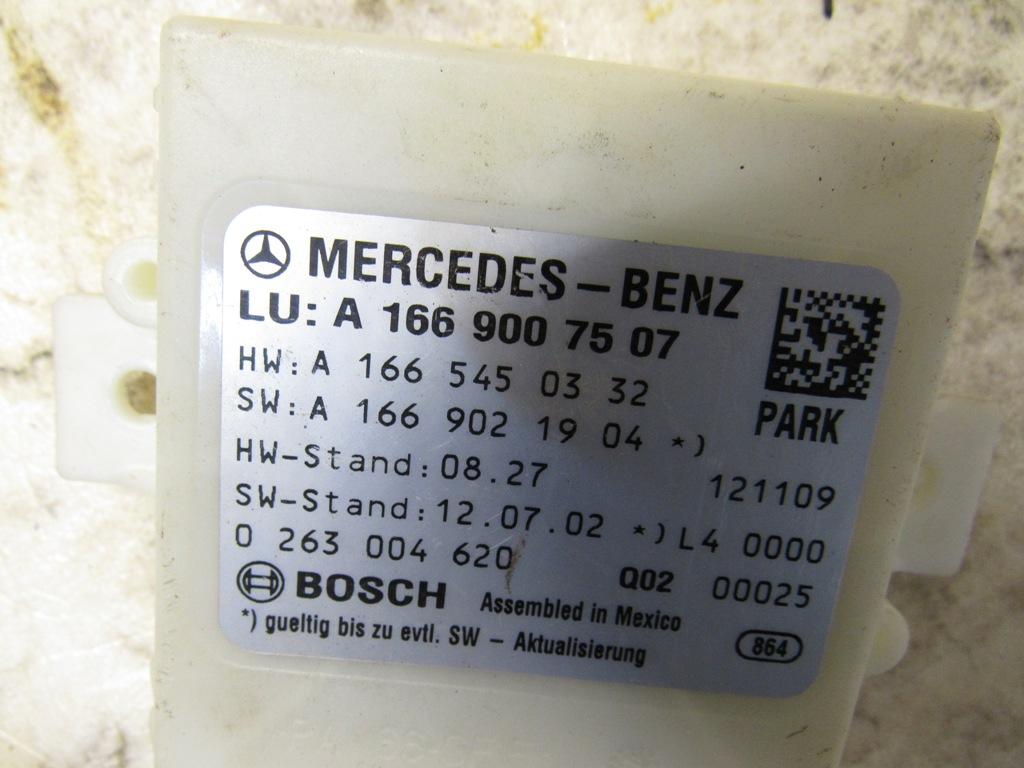 MERCEDES-BENZ
LU: A 166 900 75 07
HW: A 166 545 03 32
SW: A 166 902 19 04 *)
PARK
HW-Stand: 08.27
121109
SW-Stand: 12.07.02 *) L4 0000
0 263 004 620
Q02 00025
BOSCH Assembled in Mexico
*) gueltig bis zu evtl. SW - Aktualisierung
864